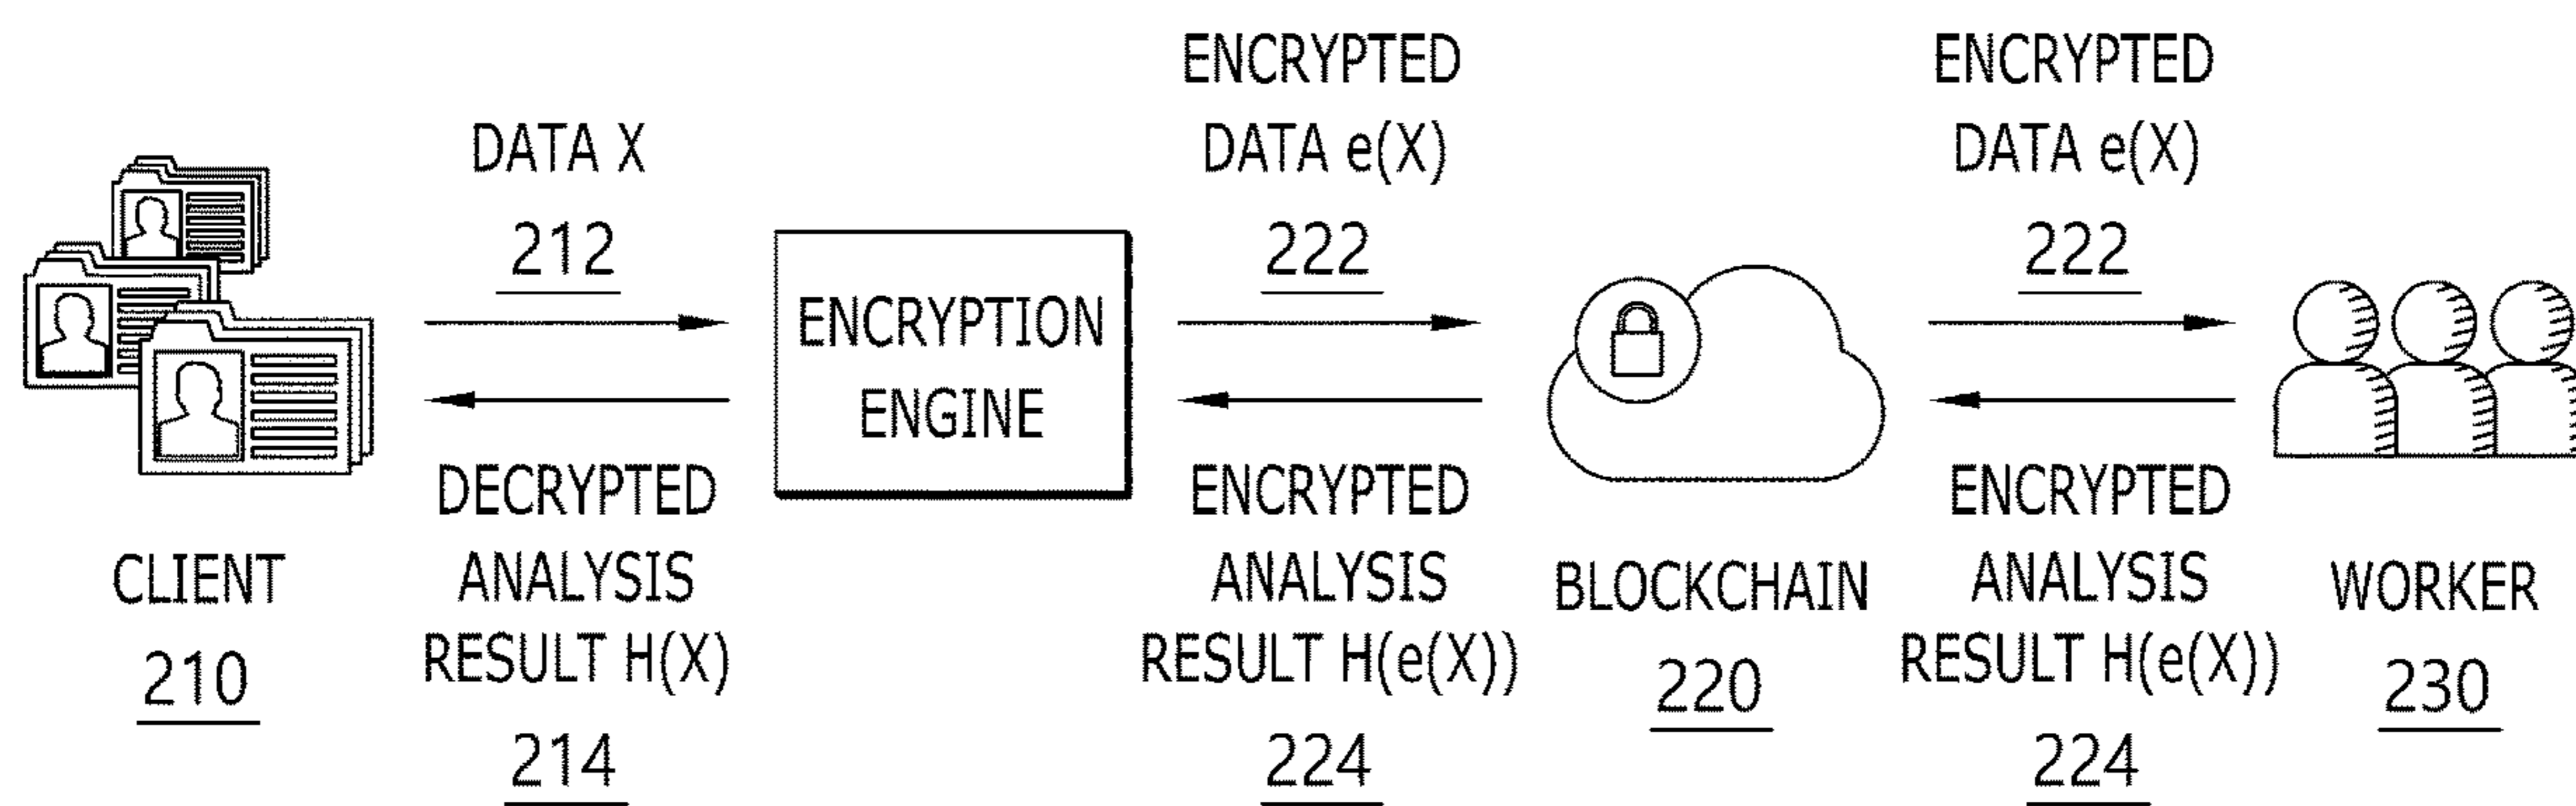 DATA X
212
ENCRYPTED
DATA e(X)
222
ENCRYPTED
DATA e(X)
222
ENCRYPTION
ENGINE
CLIENT
210
DECRYPTED
ANALYSIS
RESULT H(X)
214
ENCRYPTED
ANALYSIS
RESULT H(e(X))
224
BLOCKCHAIN
220
ENCRYPTED
ANALYSIS
RESULT H(e(X))
224
WORKER
230